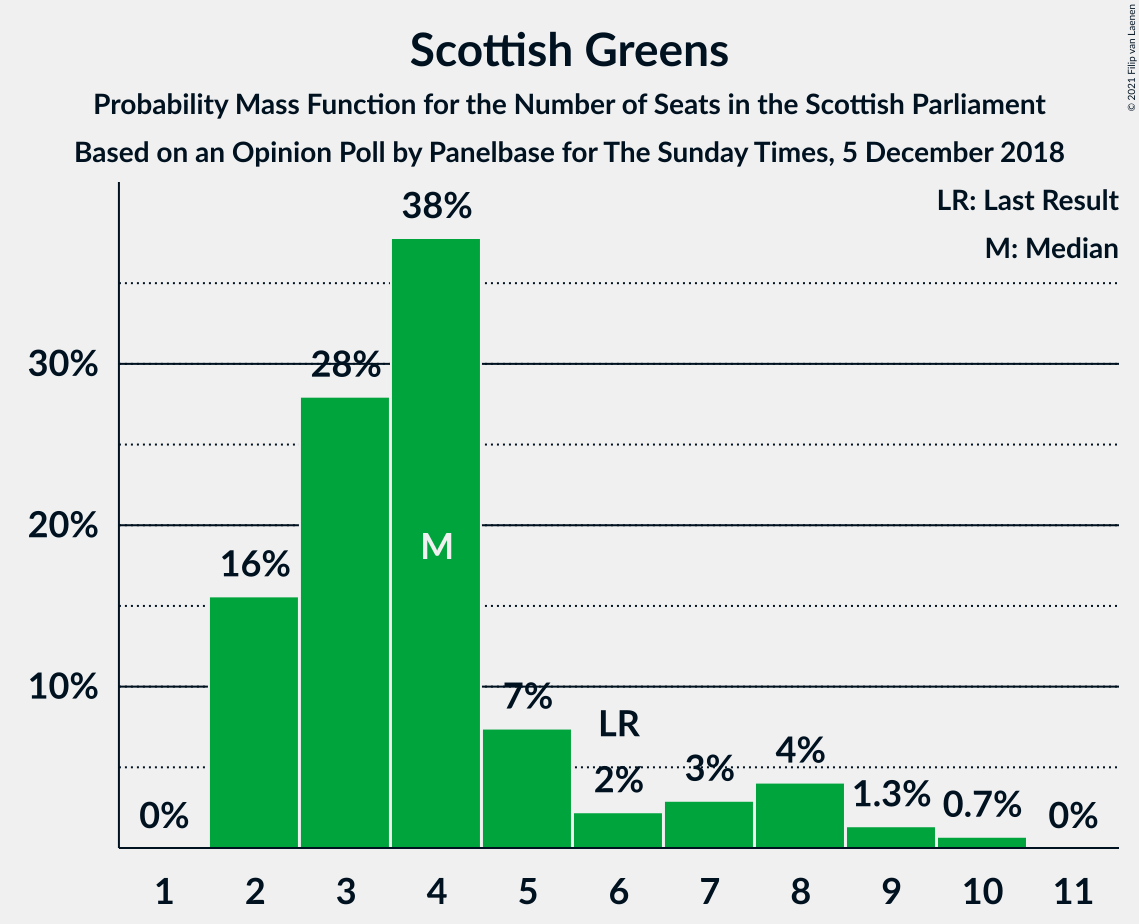 Scottish Greens
Probability Mass Function for the Number of Seats in the Scottish Parliament
Based on an Opinion Poll by Panelbase for The Sunday Times, 5 December 2018
© 2021 Filip van Laenen
LR: Last Result
M: Median
38%
30%
28%
20%
M
16%
10%
7%
LR
4%
3%
2%
1.3%
0.7%
0%
0%
1 2 3 4 5 6 7 8 9 10 11